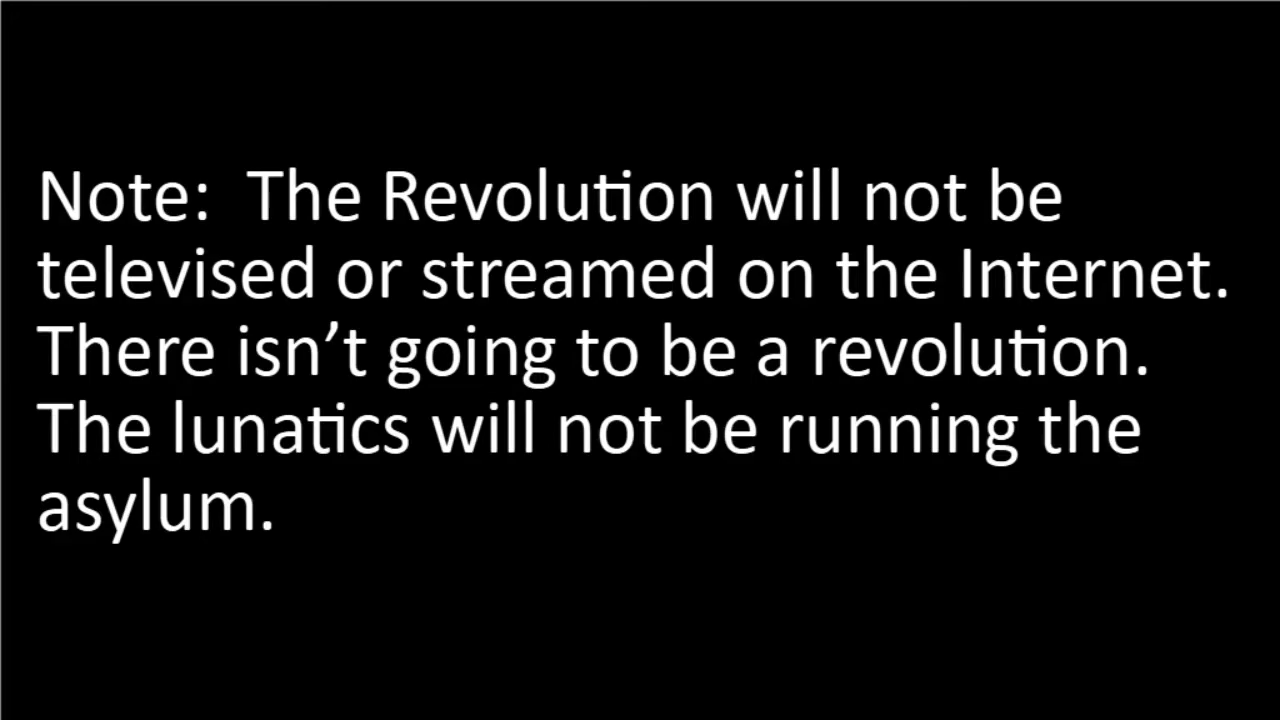 Note:  The Revolution will not be
televised or streamed on the Internet.
There isn’t going to be a revolution.
The lunatics will not be running the
asylum.